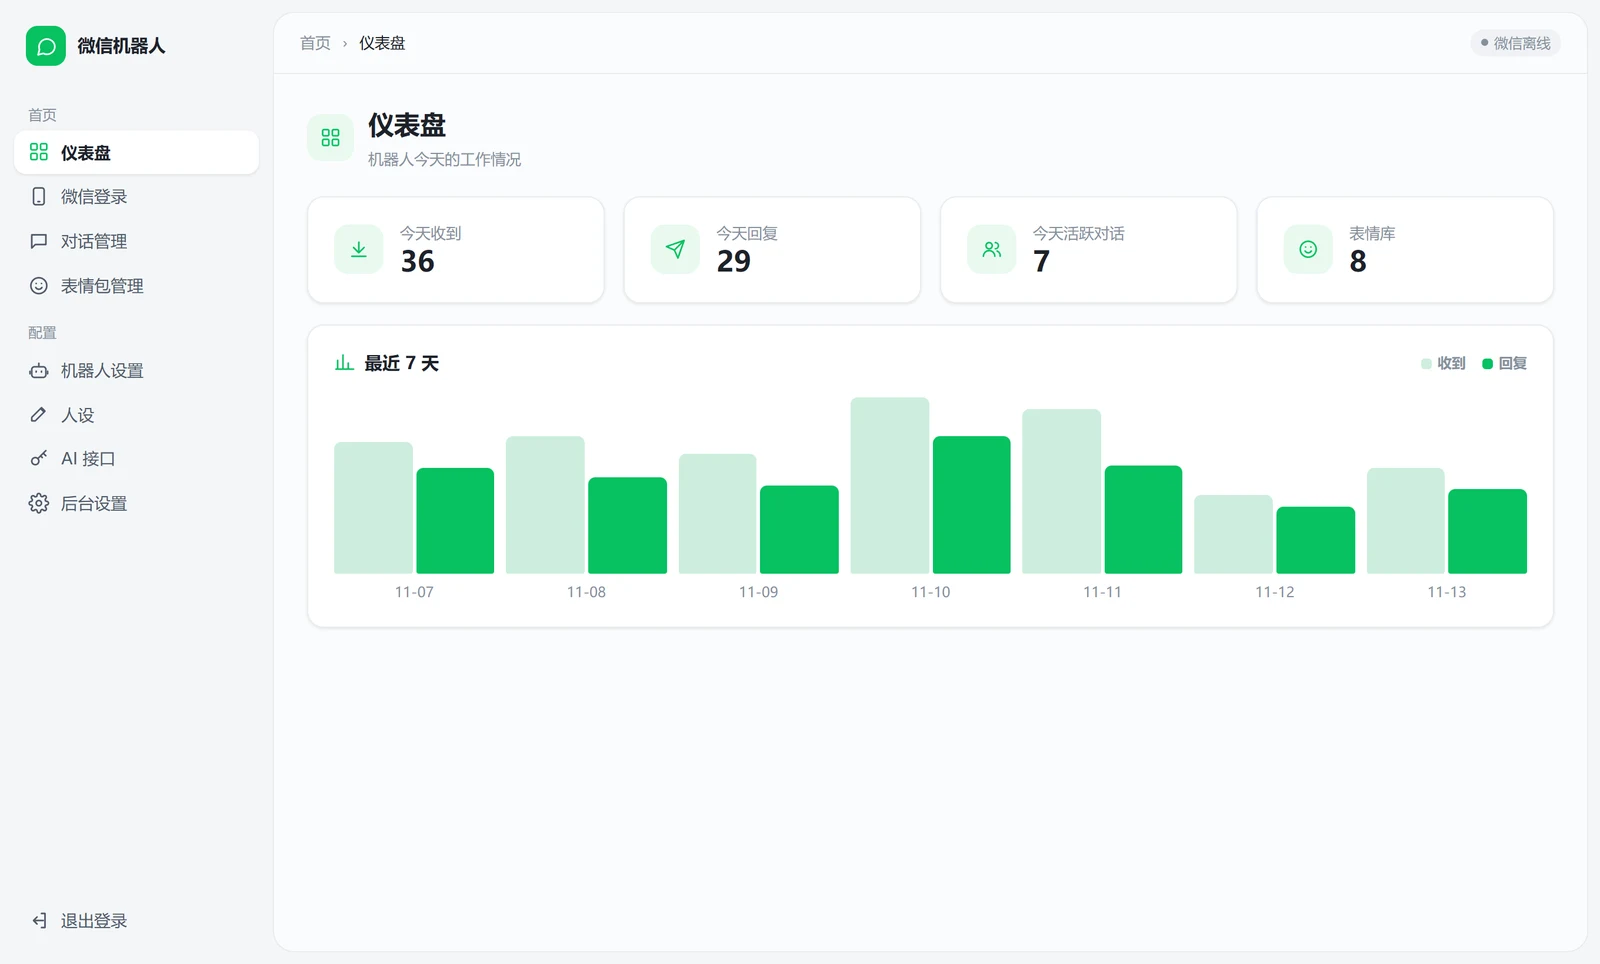 微信机器人
首页
仪表盘
微信登录
对话管理
表情包管理
配置
机器人设置
人设
AI 接口
后台设置
退出登录
首页 › 仪表盘
微信离线
仪表盘
机器人今天的工作情况
今天收到
36
今天回复
29
今天活跃对话
7
表情库
8
最近 7 天
收到 回复
11-07 11-08 11-09 11-10 11-11 11-12 11-13